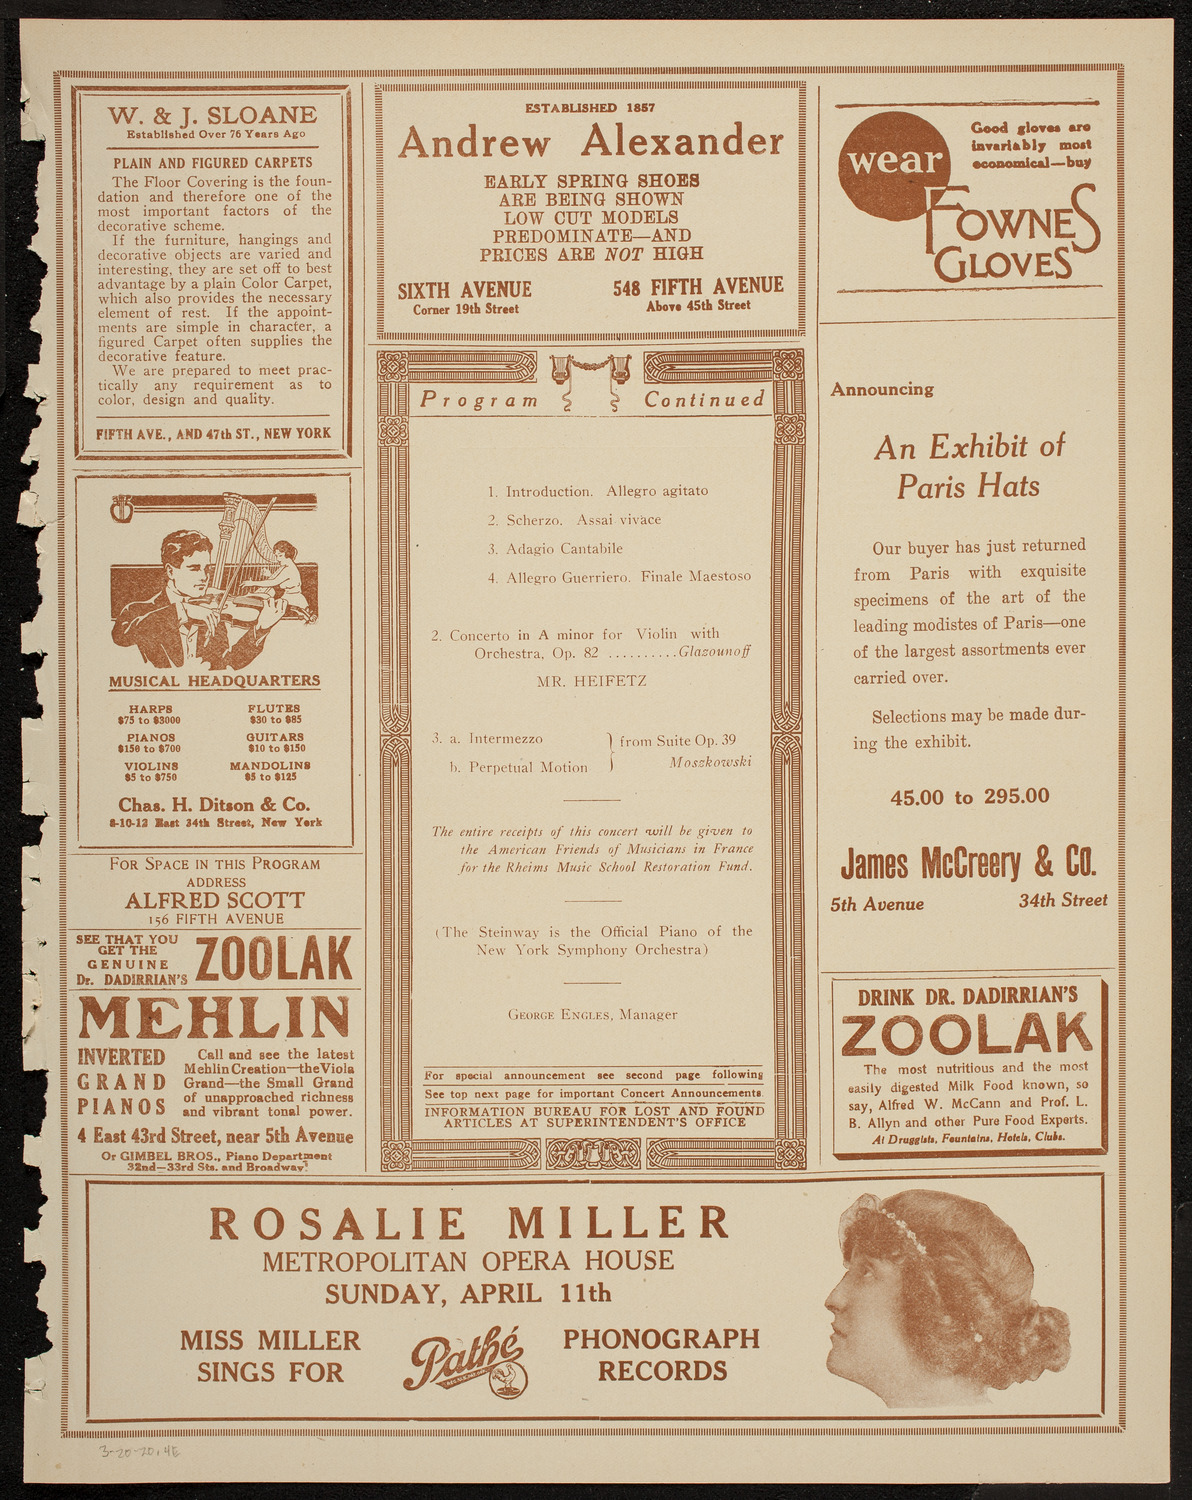 W. & J. SLOANE
Established Over 76 Years Ago
PLAIN AND FIGURED CARPETS
The Floor Covering is the foun-
dation and therefore one of the
most important factors of the
decorative scheme.
If the furniture, hangings and
decorative objects are varied and
interesting, they are set off to best
advantage by a plain Color Carpet,
which also provides the necessary
element of rest. If the appoint-
ments are simple in character, a
figured Carpet often supplies the
decorative feature.
We are prepared to meet prac-
tically any requirement as to
color, design and quality.
FIFTH AVE., AND 47th ST., NEW YORK
MUSICAL HEADQUARTERS
HARPS
$75 to $3000
FLUTES
$30 to $85
PIANOS
$150 to $700
GUITARS
$10 to $150
VIOLINS
$5 to $750
MANDOLINS
$5 to $125
Chas. H. Ditson & Co.
8-10-12 East 34th Street, New York
FOR SPACE IN THIS PROGRAM
ADDRESS
ALFRED SCOTT
156 FIFTH AVENUE
SEE THAT YOU
GET THE
GENUINE
Dr. DADIRRIAN'S
ZOOLAK
MEHLIN
INVERTED
GRAND
PIANOS
Call and see the latest
Mehlin Creation—the Viola
Grand—the Small Grand
of unapproached richness
and vibrant tonal power.
4 East 43rd Street, near 5th Avenue
Or GIMBEL BROS., Piano Department
32nd—33rd Sts. and Broadway
ESTABLISHED 1857
Andrew Alexander
EARLY SPRING SHOES
ARE BEING SHOWN
LOW CUT MODELS
PREDOMINATE—AND
PRICES ARE NOT HIGH
SIXTH AVENUE
Corner 19th Street
548 FIFTH AVENUE
Above 45th Street
Program Continued
1. Introduction. Allegro agitato
2. Scherzo. Assai vivace
3. Adagio Cantabile
4. Allegro Guerriero. Finale Maestoso
2. Concerto in A minor for Violin with
Orchestra, Op. 82 ..........Glazounoff
MR. HEIFETZ
3. a. Intermezzo
b. Perpetual Motion
} from Suite Op. 39
Moszkowski
The entire receipts of this concert will be given to
the American Friends of Musicians in France
for the Rheims Music School Restoration Fund.
(The Steinway is the Official Piano of the
New York Symphony Orchestra)
GEORGE ENGLES, Manager
For special announcement see second page following
See top next page for important Concert Announcements.
INFORMATION BUREAU FOR LOST AND FOUND
ARTICLES AT SUPERINTENDENT'S OFFICE
wear
Good gloves are
invariably most
economical—buy
FOWNES
GLOVES
Announcing
An Exhibit of
Paris Hats
Our buyer has just returned
from Paris with exquisite
specimens of the art of the
leading modistes of Paris—one
of the largest assortments ever
carried over.
Selections may be made dur-
ing the exhibit.
45.00 to 295.00
James McCreery & Co.
5th Avenue 34th Street
DRINK DR. DADIRRIAN'S
ZOOLAK
The most nutritious and the most
easily digested Milk Food known, so
say, Alfred W. McCann and Prof. L.
B. Allyn and other Pure Food Experts.
At Druggists, Fountains, Hotels, Clubs.
ROSALIE MILLER
METROPOLITAN OPERA HOUSE
SUNDAY, APRIL 11th
MISS MILLER
SINGS FOR
Pathé
PHONOGRAPH
RECORDS
3-20-20, 4E